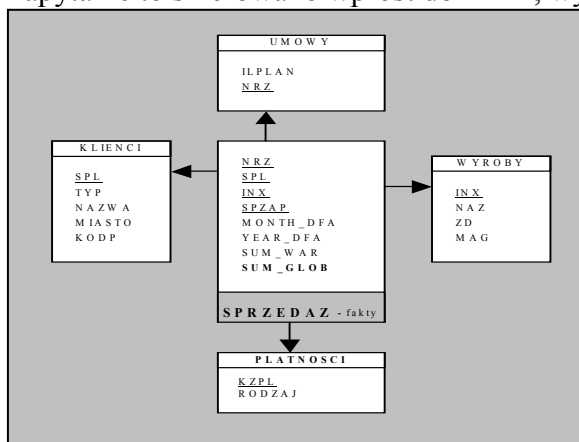 UMOWY
ILPLAN
NRZ
KLIENCI
SPL
TYP
NAZWA
MIASTO
KODP
NRZ
SPL
INX
SPZAP
MONTH_DFA
YEAR_DFA
SUM_WAR
SUM_GLOB
SPRZEDAZ - fakty
WYROBY
INX
NAZ
ZD
MAG
PLATNOSCI
KZPL
RODZAJ